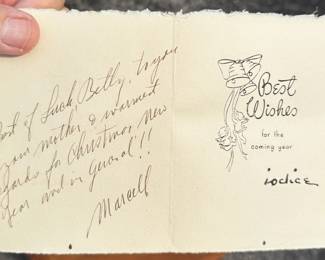 Best of Luck, Betty, to you
your mother & warmest
for Christmas, New
Year and in General!!
Marcell
Best
Wishes
for the
coming year
iodice